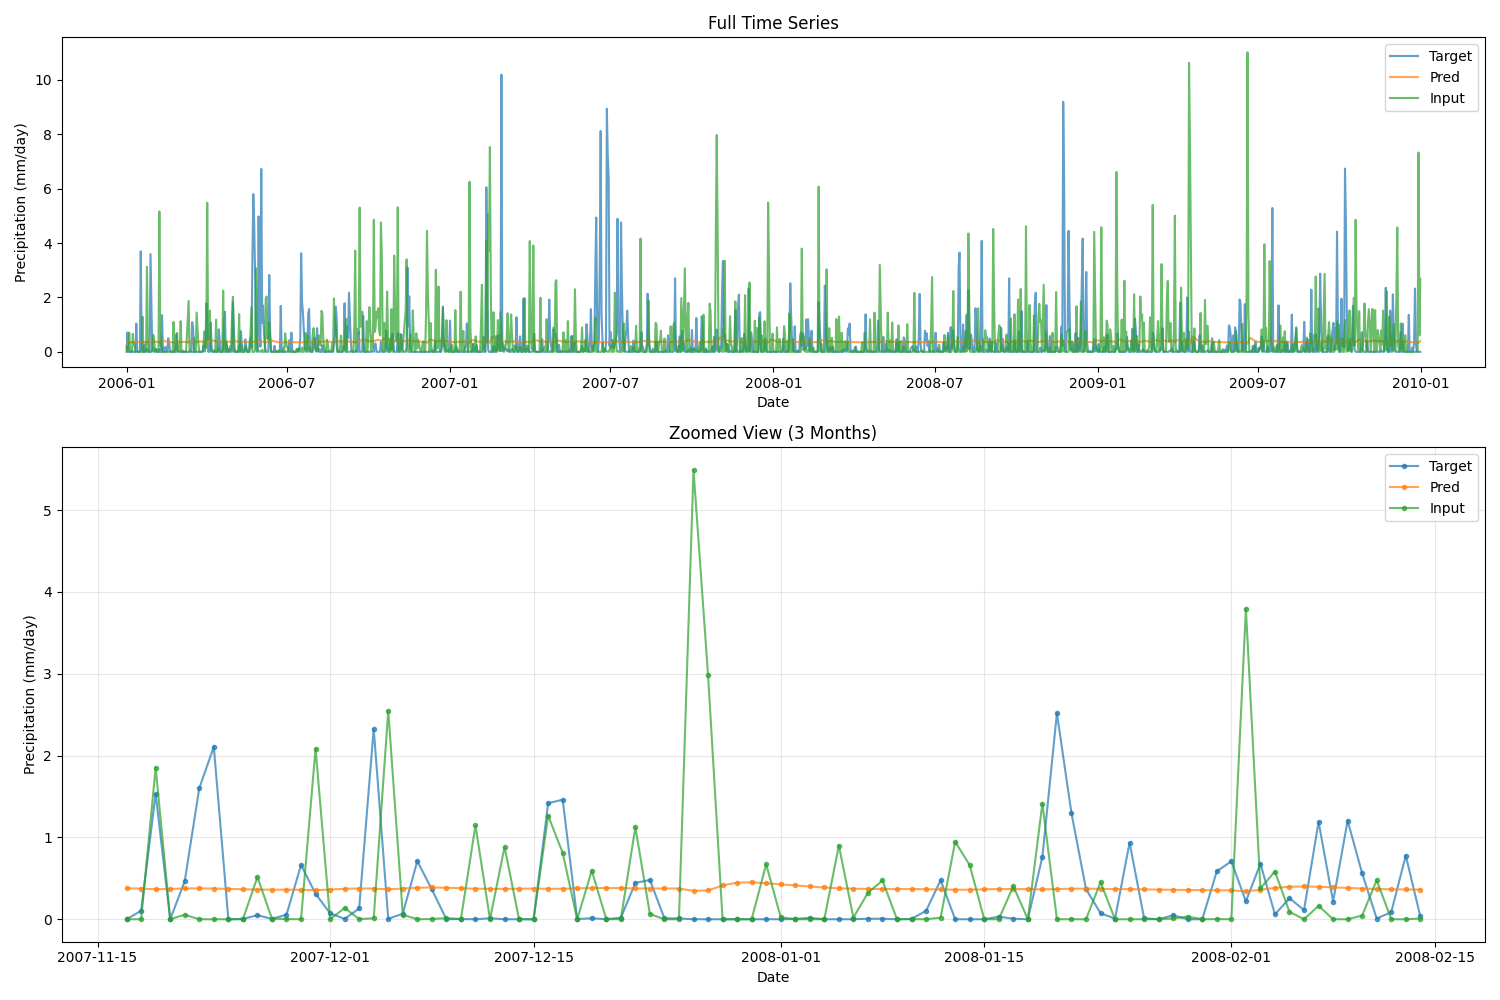 Full Time Series
Precipitation (mm/day)
10
8
6
4
2
0
Target
Pred
Input
2006-01
2006-07
2007-01
2007-07
2008-01
2008-07
2009-01
2009-07
2010-01
Date
Zoomed View (3 Months)
Precipitation (mm/day)
5
4
3
2
1
0
Target
Pred
Input
2007-11-15
2007-12-01
2007-12-15
2008-01-01
2008-01-15
2008-02-01
2008-02-15
Date